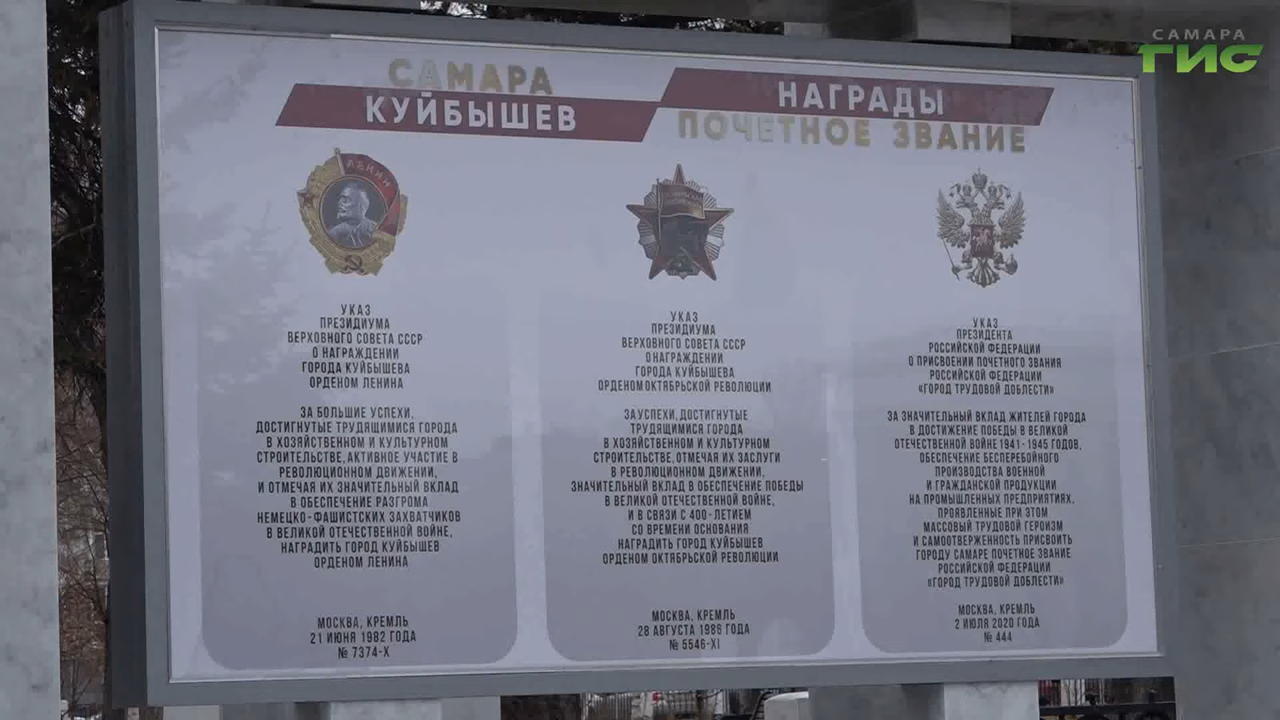 САМАРА
ГИС
САМАРА
КУЙБЫШЕВ
НАГРАДЫ
ПОЧЕТНОЕ ЗВАНИЕ
ЛЕНИН
УКАЗ
ПРЕЗИДИУМА
ВЕРХОВНОГО СОВЕТА СССР
О НАГРАЖДЕНИИ
ГОРОДА КУЙБЫШЕВА
ОРДЕНОМ ЛЕНИНА
ЗА БОЛЬШИЕ УСПЕХИ,
ДОСТИГНУТЫЕ ТРУДЯЩИМИСЯ ГОРОДА
В ХОЗЯЙСТВЕННОМ И КУЛЬТУРНОМ
СТРОИТЕЛЬСТВЕ, АКТИВНОЕ УЧАСТИЕ В
РЕВОЛЮЦИОННОМ ДВИЖЕНИИ,
И ОТМЕЧАЯ ИХ ЗНАЧИТЕЛЬНЫЙ ВКЛАД
В ОБЕСПЕЧЕНИЕ РАЗГРОМА
НЕМЕЦКО-ФАШИСТСКИХ ЗАХВАТЧИКОВ
В ВЕЛИКОЙ ОТЕЧЕСТВЕННОЙ ВОЙНЕ,
НАГРАДИТЬ ГОРОД КУЙБЫШЕВ
ОРДЕНОМ ЛЕНИНА
МОСКВА, КРЕМЛЬ
21 ИЮНЯ 1982 ГОДА
№ 7374-X
УКАЗ
ПРЕЗИДИУМА
ВЕРХОВНОГО СОВЕТА СССР
О НАГРАЖДЕНИИ
ГОРОДА КУЙБЫШЕВА
ОРДЕНОМ ОКТЯБРЬСКОЙ РЕВОЛЮЦИИ
ЗА УСПЕХИ, ДОСТИГНУТЫЕ
ТРУДЯЩИМИСЯ ГОРОДА
В ХОЗЯЙСТВЕННОМ И КУЛЬТУРНОМ
СТРОИТЕЛЬСТВЕ, ОТМЕЧАЯ ИХ ЗАСЛУГИ
В РЕВОЛЮЦИОННОМ ДВИЖЕНИИ,
ЗНАЧИТЕЛЬНЫЙ ВКЛАД В ОБЕСПЕЧЕНИЕ ПОБЕДЫ
В ВЕЛИКОЙ ОТЕЧЕСТВЕННОЙ ВОЙНЕ,
И В СВЯЗИ С 400-ЛЕТИЕМ
СО ВРЕМЕНИ ОСНОВАНИЯ
НАГРАДИТЬ ГОРОД КУЙБЫШЕВ
ОРДЕНОМ ОКТЯБРЬСКОЙ РЕВОЛЮЦИИ
МОСКВА, КРЕМЛЬ
28 АВГУСТА 1986 ГОДА
№ 5546-XI
УКАЗ
ПРЕЗИДЕНТА
РОССИЙСКОЙ ФЕДЕРАЦИИ
О ПРИСВОЕНИИ ПОЧЕТНОГО ЗВАНИЯ
РОССИЙСКОЙ ФЕДЕРАЦИИ
«ГОРОД ТРУДОВОЙ ДОБЛЕСТИ»
ЗА ЗНАЧИТЕЛЬНЫЙ ВКЛАД ЖИТЕЛЕЙ ГОРОДА
В ДОСТИЖЕНИЕ ПОБЕДЫ В ВЕЛИКОЙ
ОТЕЧЕСТВЕННОЙ ВОЙНЕ 1941-1945 ГОДОВ,
ОБЕСПЕЧЕНИЕ БЕСПЕРЕБОЙНОГО
ПРОИЗВОДСТВА ВОЕННОЙ
И ГРАЖДАНСКОЙ ПРОДУКЦИИ
НА ПРОМЫШЛЕННЫХ ПРЕДПРИЯТИЯХ,
ПРОЯВЛЕННЫЕ ПРИ ЭТОМ
МАССОВЫЙ ТРУДОВОЙ ГЕРОИЗМ
И САМООТВЕРЖЕННОСТЬ ПРИСВОИТЬ
ГОРОДУ САМАРЕ ПОЧЕТНОЕ ЗВАНИЕ
РОССИЙСКОЙ ФЕДЕРАЦИИ
«ГОРОД ТРУДОВОЙ ДОБЛЕСТИ»
МОСКВА, КРЕМЛЬ
2 ИЮЛЯ 2020 ГОДА
№ 444